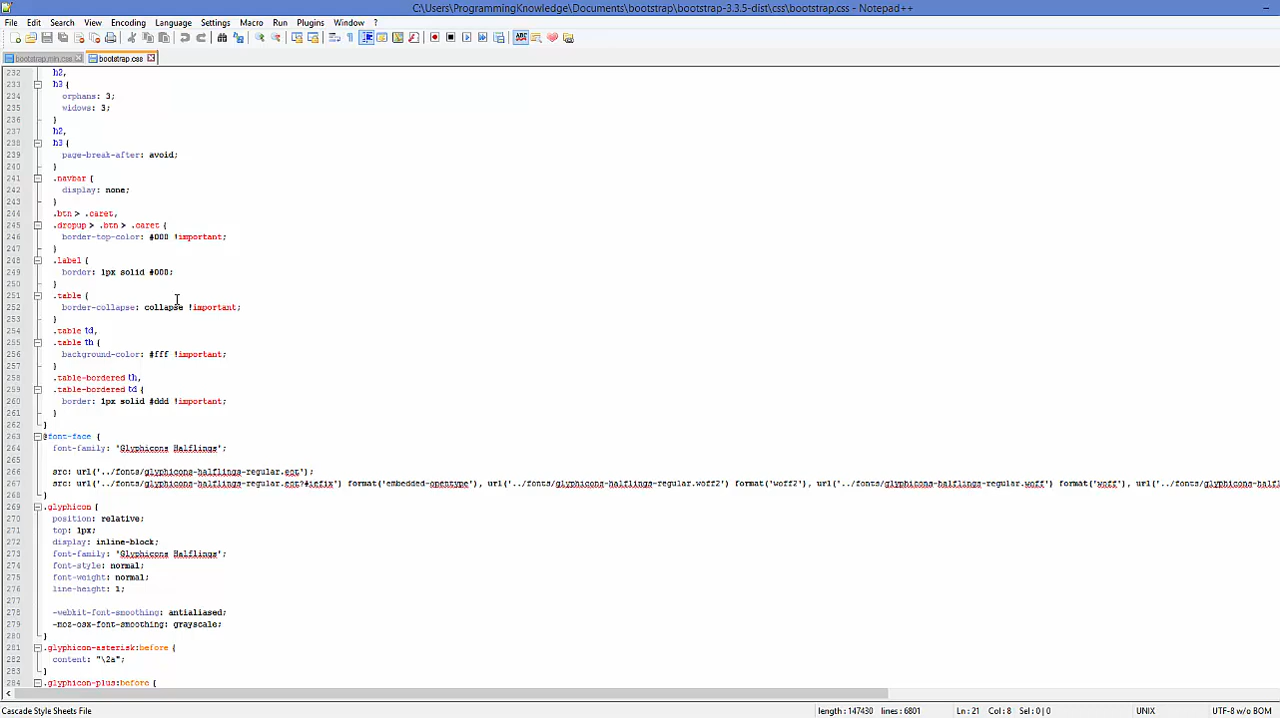 C:\Users\ProgrammingKnowledge\Documents\bootstrap\bootstrap-3.3.5-dist\css\bootstrap.css - Notepad++
File Edit Search View Encoding Language Settings Macro Run Plugins Window ?
bootstrap.min.css bootstrap.css
232 h2,
233 h3 {
234 orphans: 3;
235 widows: 3;
236 }
237 h2,
238 h3 {
239 page-break-after: avoid;
240 }
241 .navbar {
242 display: none;
243 }
244 .btn > .caret,
245 .dropup > .btn > .caret {
246 border-top-color: #000 !important;
247 }
248 .label {
249 border: 1px solid #000;
250 }
251 .table {
252 border-collapse: collapse !important;
253 }
254 .table td,
255 .table th {
256 background-color: #fff !important;
257 }
258 .table-bordered th,
259 .table-bordered td {
260 border: 1px solid #ddd !important;
261 }
262 }
263 @font-face {
264 font-family: 'Glyphicons Halflings';
265
266 src: url('../fonts/glyphicons-halflings-regular.eot');
267 src: url('../fonts/glyphicons-halflings-regular.eot?#iefix') format('embedded-opentype'), url('../fonts/glyphicons-halflings-regular.woff2') format('woff2'), url('../fonts/glyphicons-halflings-regular.woff') format('woff'), url('../fonts/glyphicons-half
268 }
269 .glyphicon {
270 position: relative;
271 top: 1px;
272 display: inline-block;
273 font-family: 'Glyphicons Halflings';
274 font-style: normal;
275 font-weight: normal;
276 line-height: 1;
277
278 -webkit-font-smoothing: antialiased;
279 -moz-osx-font-smoothing: grayscale;
280 }
281 .glyphicon-asterisk:before {
282 content: "\2a";
283 }
284 .glyphicon-plus:before {
Cascade Style Sheets File length : 147430 lines : 6801 Ln : 21 Col : 8 Sel : 0 | 0 UNIX UTF-8 w/o BOM